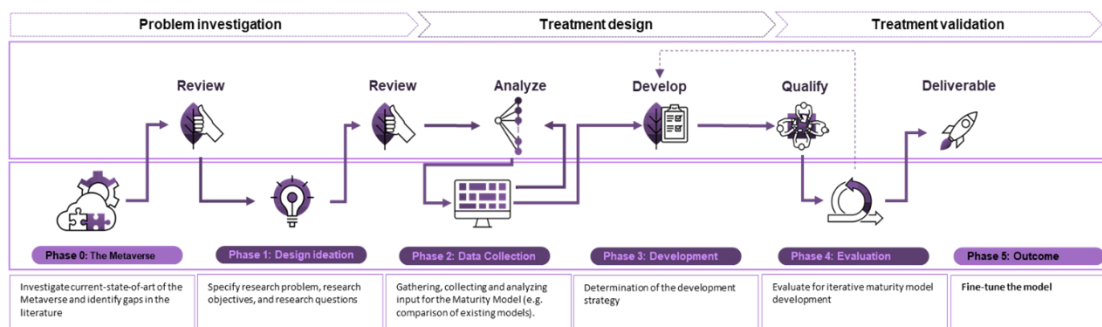 Problem investigation
Treatment design
Treatment validation
Review
Review
Analyze
Develop
Qualify
Deliverable
Phase 0: The Metaverse
Phase 1: Design ideation
Phase 2: Data Collection
Phase 3: Development
Phase 4: Evaluation
Phase 5: Outcome
Investigate current-state-of-art of the
Metaverse and identify gaps in the
literature
Specify research problem, research
objectives, and research questions
Gathering, collecting and analyzing
input for the Maturity Model (e.g.
comparison of existing models).
Determination of the development
strategy
Evaluate for iterative maturity model
development
Fine-tune the model